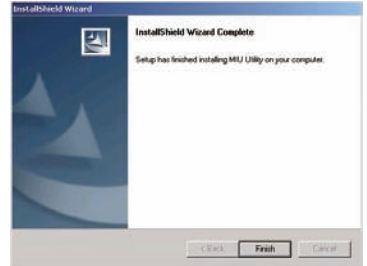 InstallShield Wizard
InstallShield Wizard Complete
Setup has finished installing MIU Utility on your computer.
< Back Finish Cancel